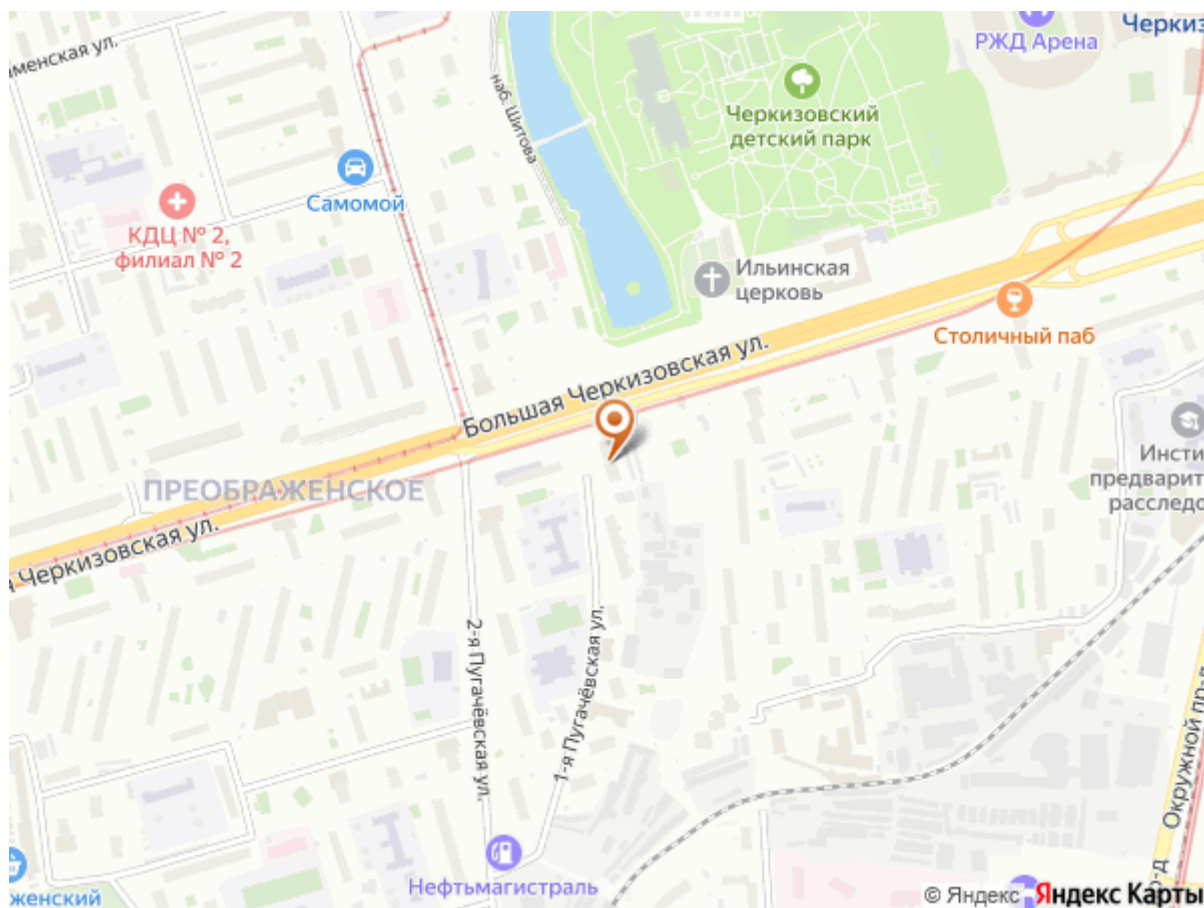 менская ул.
РЖД Арена
Черкиз
наб. Шитова
Черкизовский
детский парк
Самомой
КДЦ № 2,
филиал № 2
Ильинская
церковь
Столичный паб
Большая Черкизовская ул.
ПРЕОБРАЖЕНСКОЕ
Инсти
предварит
расследо
Черкизовская ул.
2-я Пугачёвская ул.
1-я Пугачёвская ул.
Окружной пр-д
Нефтьмагистраль
женский
© Яндекс Яндекс Карты